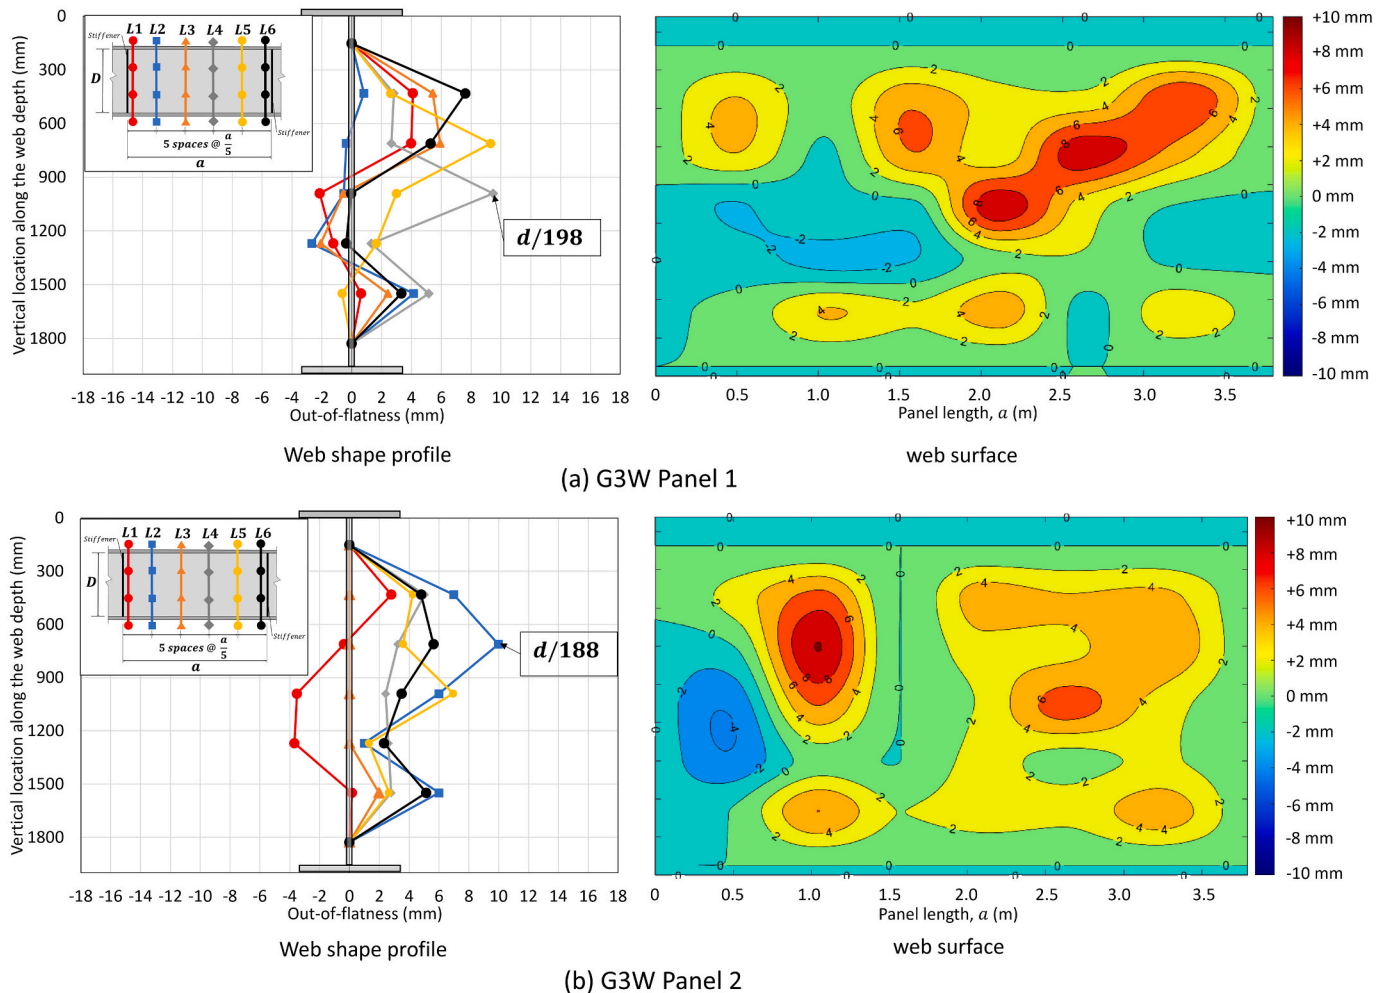 L1 L2 L3 L4 L5 L6
Stiffener
D
Stiffener
5 spaces @ a/5
a
Vertical location along the web depth (mm)
0
300
600
900
1200
1500
1800
d/198
-18 -16 -14 -12 -10 -8 -6 -4 -2 0 2 4 6 8 10 12 14 16 18
Out-of-flatness (mm)
Web shape profile
+10 mm
+8 mm
+6 mm
+4 mm
+2 mm
0 mm
-2 mm
-4 mm
-6 mm
-8 mm
-10 mm
0 0.5 1.0 1.5 2.0 2.5 3.0 3.5
Panel length, a (m)
web surface
(a) G3W Panel 1
L1 L2 L3 L4 L5 L6
Stiffener
D
Stiffener
5 spaces @ a/5
a
Vertical location along the web depth (mm)
0
300
600
900
1200
1500
1800
d/188
-18 -16 -14 -12 -10 -8 -6 -4 -2 0 2 4 6 8 10 12 14 16 18
Out-of-flatness (mm)
Web shape profile
+10 mm
+8 mm
+6 mm
+4 mm
+2 mm
0 mm
-2 mm
-4 mm
-6 mm
-8 mm
-10 mm
0 0.5 1.0 1.5 2.0 2.5 3.0 3.5
Panel length, a (m)
web surface
(b) G3W Panel 2